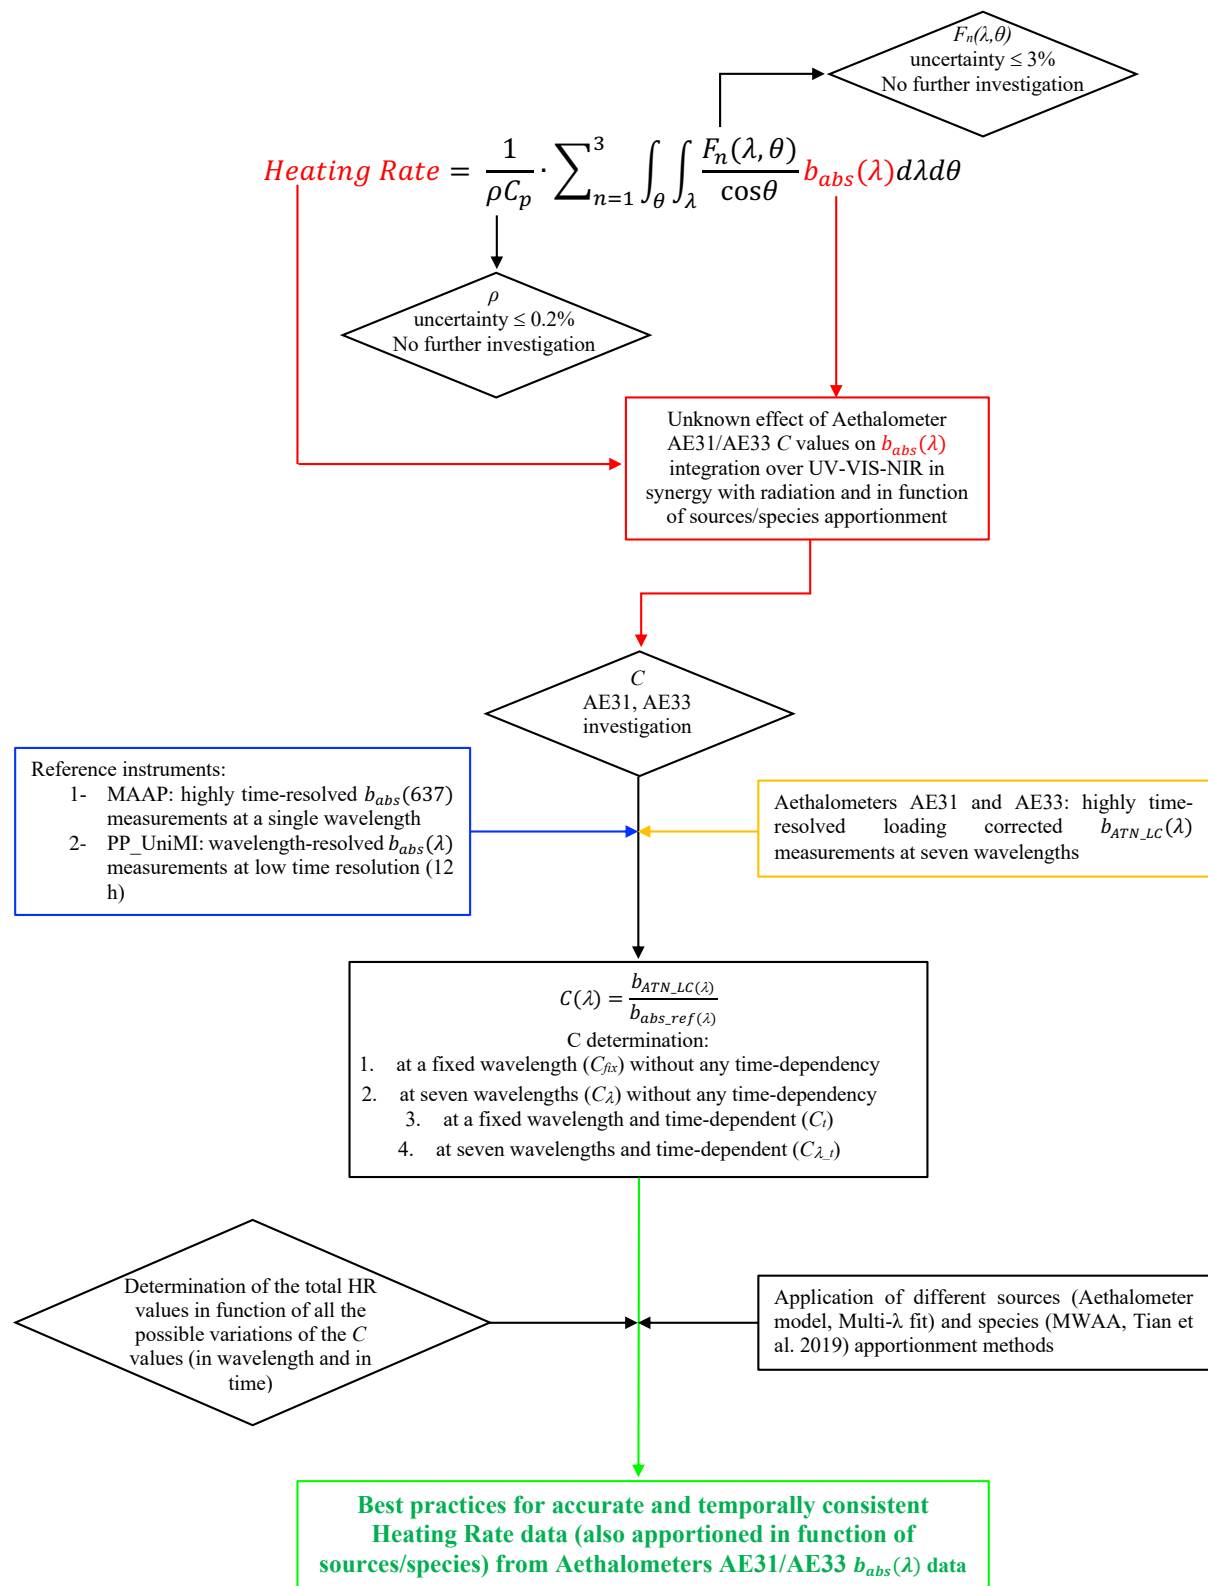 Fn(λ,θ)
uncertainty ≤ 3%
No further investigation
Heating Rate = 1/(ρCp) · ∑n=1^3 ∫θ ∫λ Fn(λ, θ)/cosθ babs(λ)dλdθ
ρ
uncertainty ≤ 0.2%
No further investigation
Unknown effect of Aethalometer
AE31/AE33 C values on babs(λ)
integration over UV-VIS-NIR in
synergy with radiation and in function
of sources/species apportionment
C
AE31, AE33
investigation
Reference instruments:
1- MAAP: highly time-resolved babs(637)
measurements at a single wavelength
2- PP_UniMI: wavelength-resolved babs(λ)
measurements at low time resolution (12
h)
Aethalometers AE31 and AE33: highly time-
resolved loading corrected bATN_LC(λ)
measurements at seven wavelengths
C(λ) = bATN_LC(λ)/babs_ref(λ)
C determination:
1. at a fixed wavelength (Cfix) without any time-dependency
2. at seven wavelengths (Cλ) without any time-dependency
3. at a fixed wavelength and time-dependent (Ct)
4. at seven wavelengths and time-dependent (Cλ_t)
Determination of the total HR
values in function of all the
possible variations of the C
values (in wavelength and in
time)
Application of different sources (Aethalometer
model, Multi-λ fit) and species (MWAA, Tian et
al. 2019) apportionment methods
Best practices for accurate and temporally consistent
Heating Rate data (also apportioned in function of
sources/species) from Aethalometers AE31/AE33 babs(λ) data